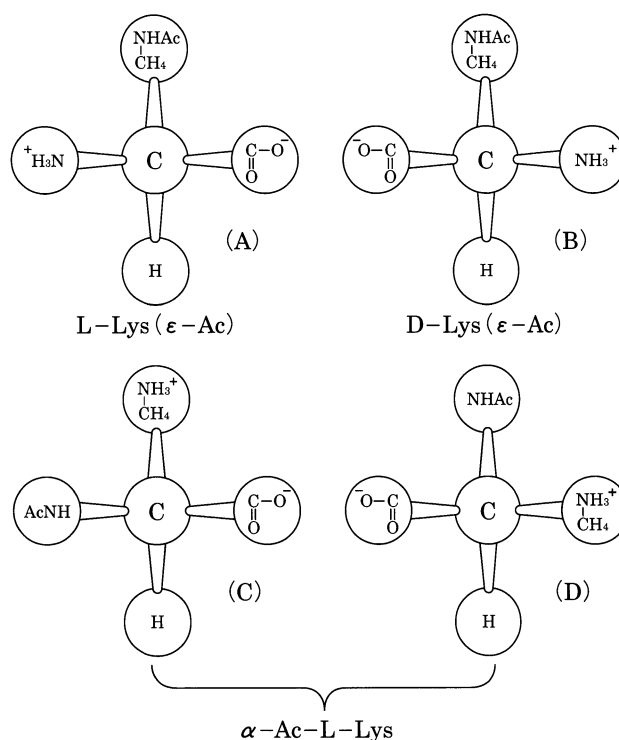 NHAc NHAc
CH₄ CH₄
⁺H₃N C C–O⁻ ⁻O–C C NH₃⁺
O O
(A) (B)
H H
L–Lys(ε–Ac) D–Lys(ε–Ac)
NH₃⁺ NHAc
CH₄
AcNH C C–O⁻ ⁻O–C C NH₃⁺
O O CH₄
(C) (D)
H H
α–Ac–L–Lys